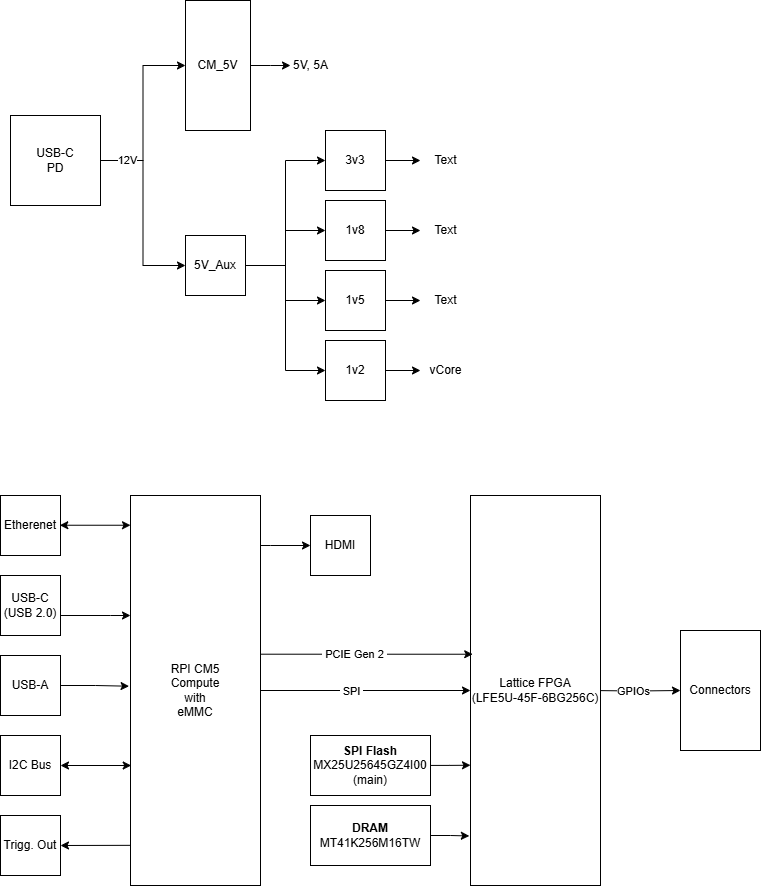 CM_5V
5V, 5A
USB-C
PD
12V
3v3
Text
1v8
Text
5V_Aux
1v5
Text
1v2
vCore
Etherenet
HDMI
USB-C
(USB 2.0)
PCIE Gen 2
RPI CM5
Compute
with
eMMC
USB-A
SPI
Lattice FPGA
(LFE5U-45F-6BG256C)
GPIOs
Connectors
I2C Bus
SPI Flash
MX25U25645GZ4I00
(main)
Trigg. Out
DRAM
MT41K256M16TW